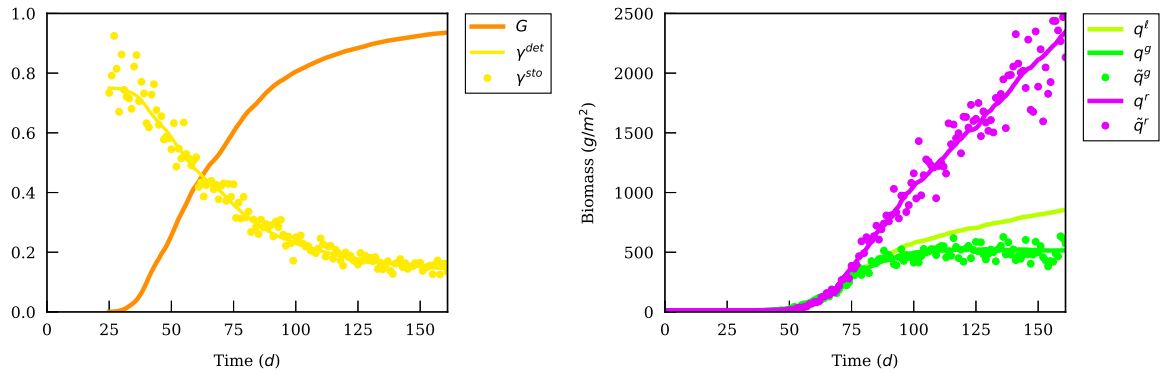 1.0
0.8
0.6
0.4
0.2
0.0
0 25 50 75 100 125 150
Time (d)
G
γ^det
γ^sto
2500
2000
1500
1000
500
0
Biomass (g/m²)
0 25 50 75 100 125 150
Time (d)
q^ℓ
q^g
q̃^g
q^r
q̃^r